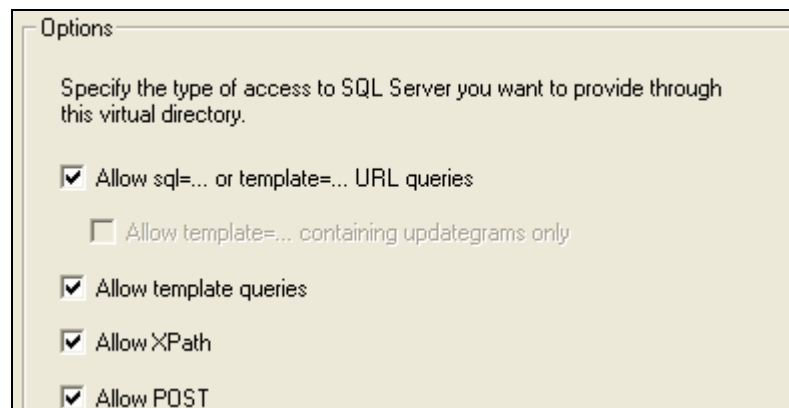 Options
Specify the type of access to SQL Server you want to provide through
this virtual directory.
Allow sql=... or template=... URL queries
Allow template=... containing updategrams only
Allow template queries
Allow XPath
Allow POST